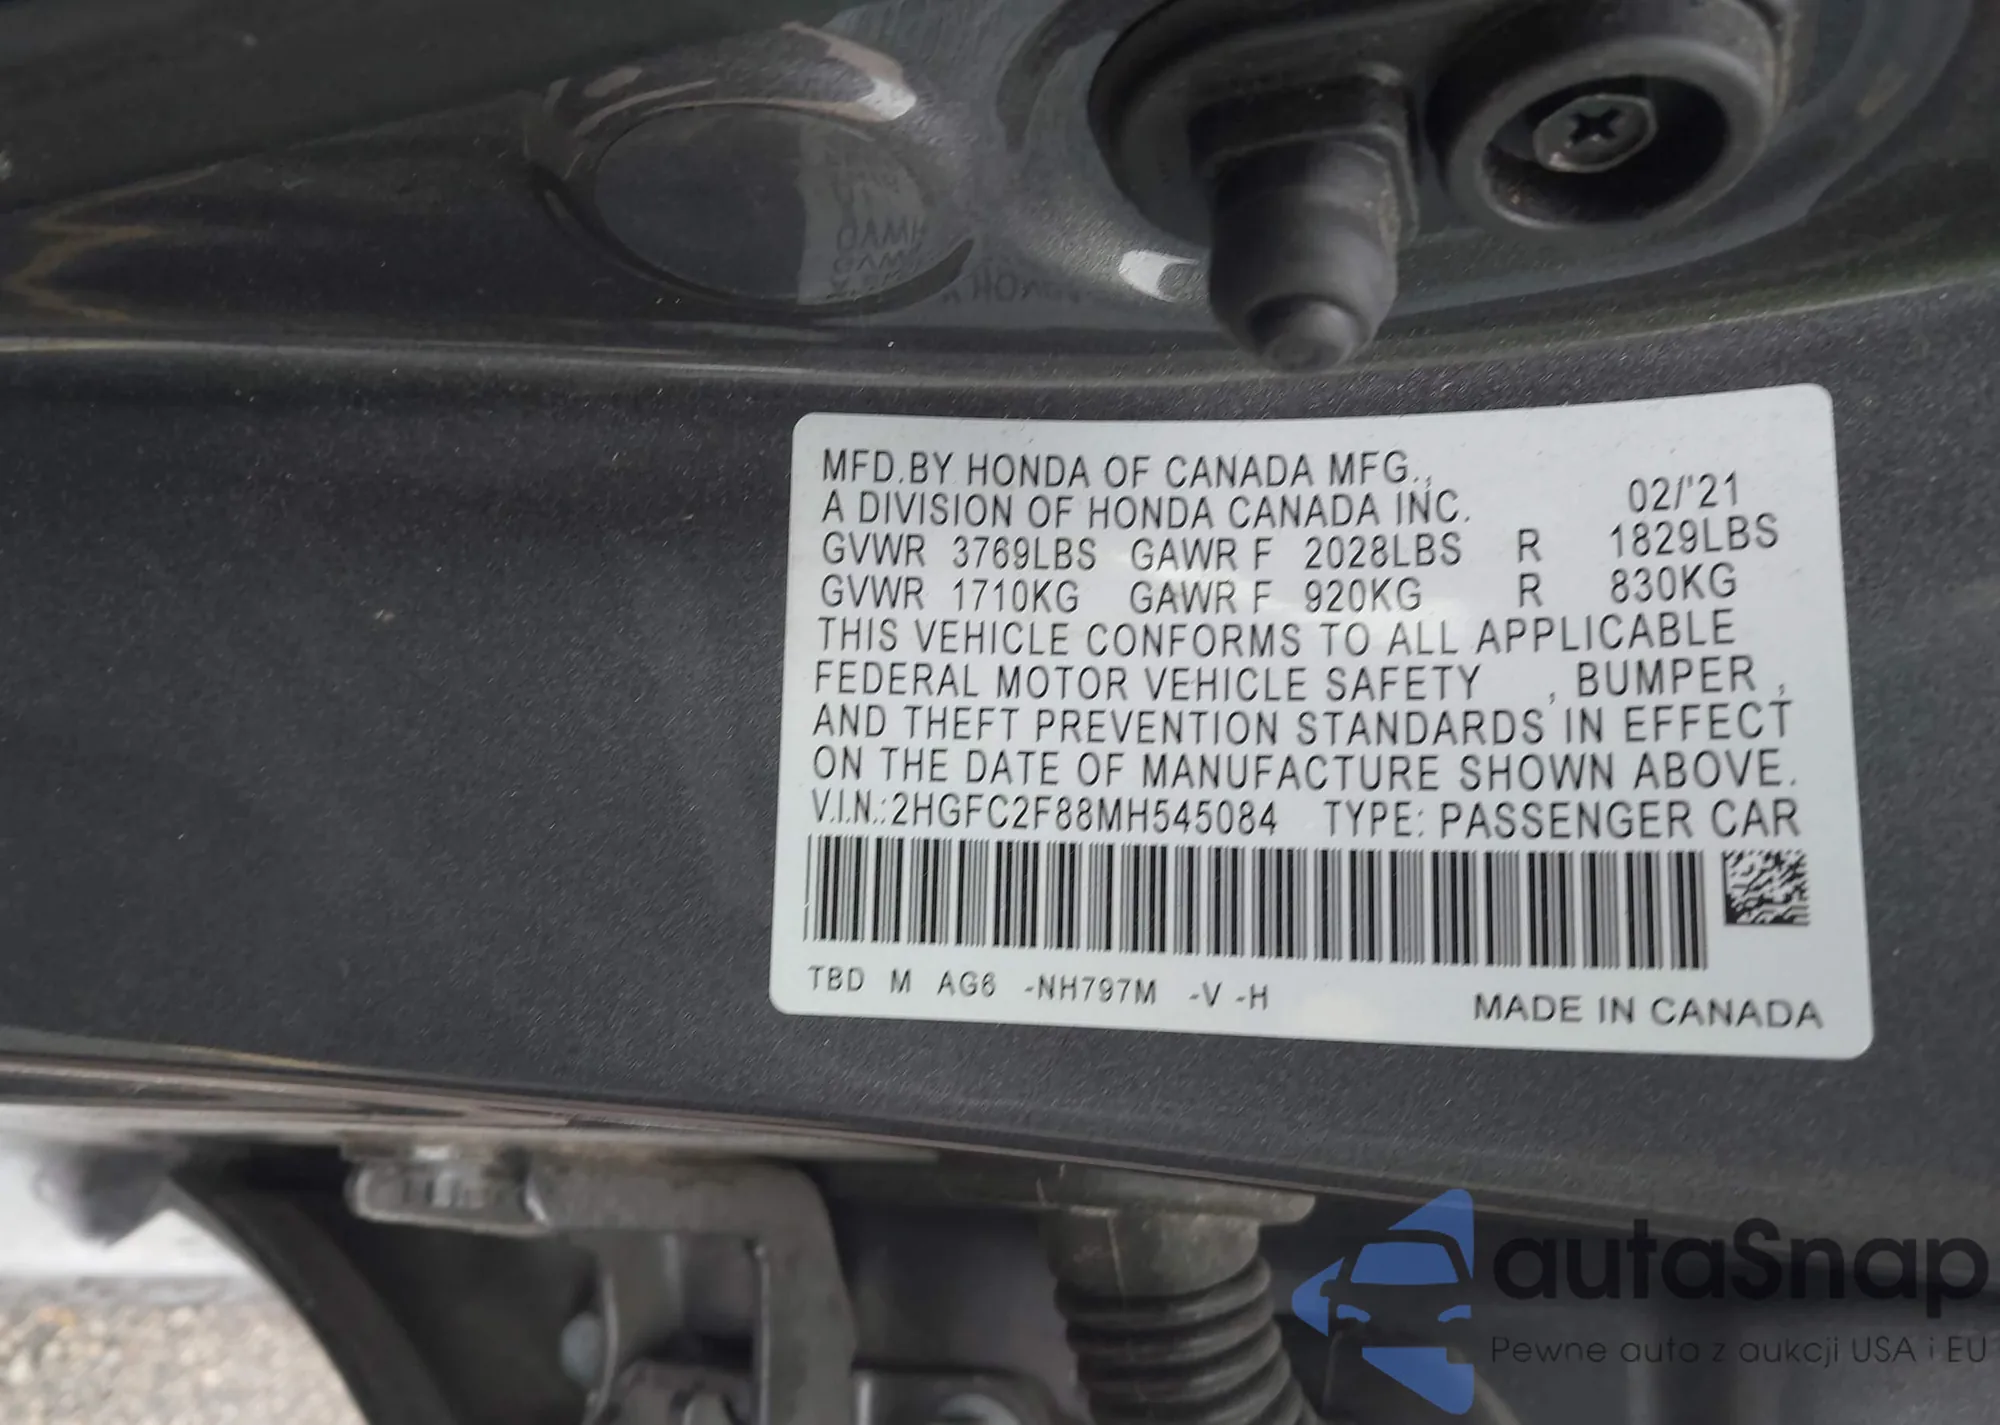 MFD.BY HONDA OF CANADA MFG.,
A DIVISION OF HONDA CANADA INC. 02/'21
GVWR 3769LBS GAWR F 2028LBS R 1829LBS
GVWR 1710KG GAWR F 920KG R 830KG
THIS VEHICLE CONFORMS TO ALL APPLICABLE
FEDERAL MOTOR VEHICLE SAFETY , BUMPER ,
AND THEFT PREVENTION STANDARDS IN EFFECT
ON THE DATE OF MANUFACTURE SHOWN ABOVE.
V.I.N.:2HGFC2F88MH545084 TYPE: PASSENGER CAR
TBD M AG6 -NH797M -V -H
MADE IN CANADA
autaSnap
Pewne auta z aukcji USA i EU